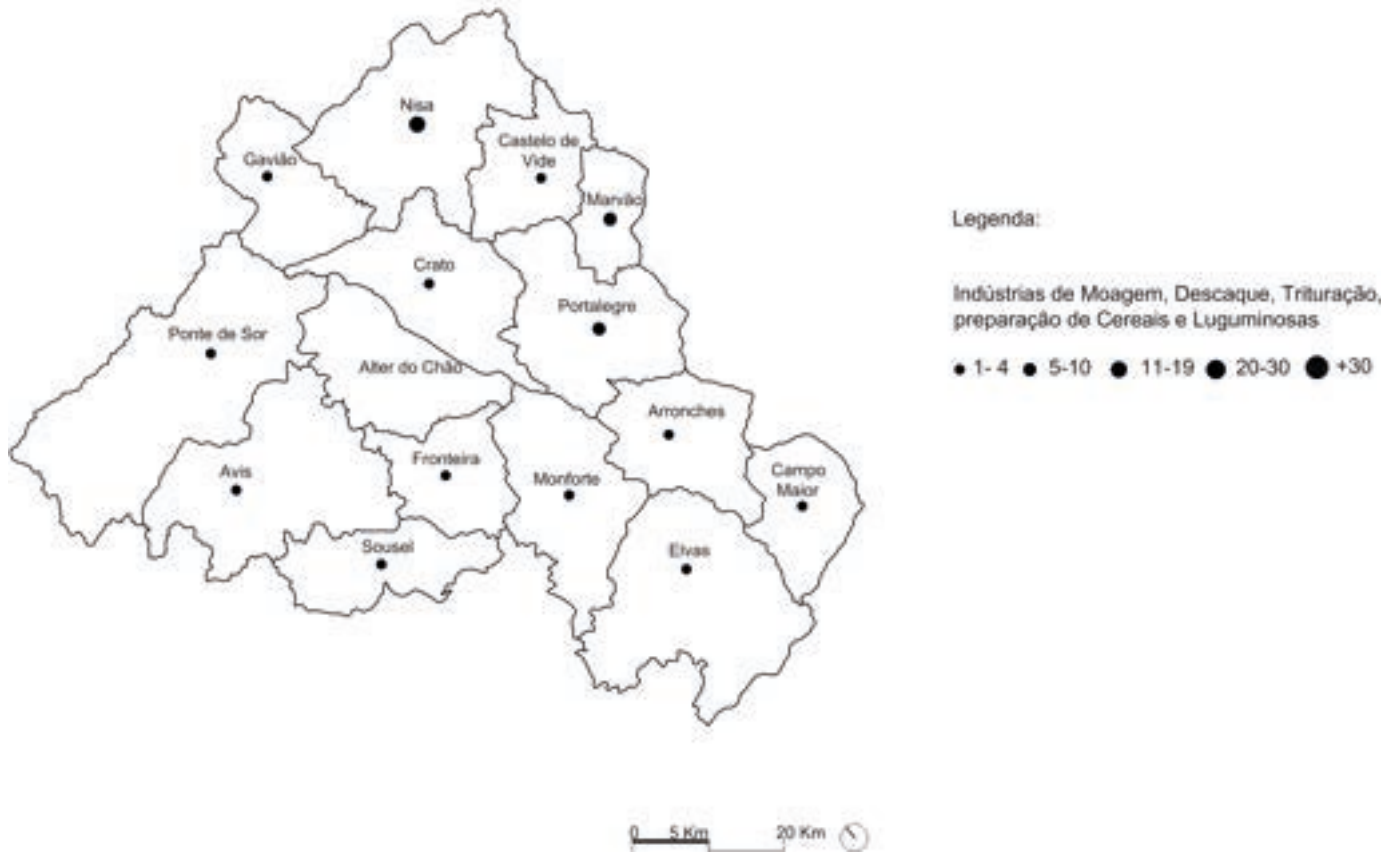 Nisa
Castelo de
Vide
Gavião
Marvão
Legenda:
Crato
Indústrias de Moagem, Descaque, Trituração,
preparação de Cereais e Luguminosas
Portalegre
Ponte de Sor
Alter do Chão
1- 4 5-10 11-19 20-30 +30
Arronches
Fronteira
Avis
Monforte
Campo
Maior
Sousel
Elvas
0 5 Km 20 Km